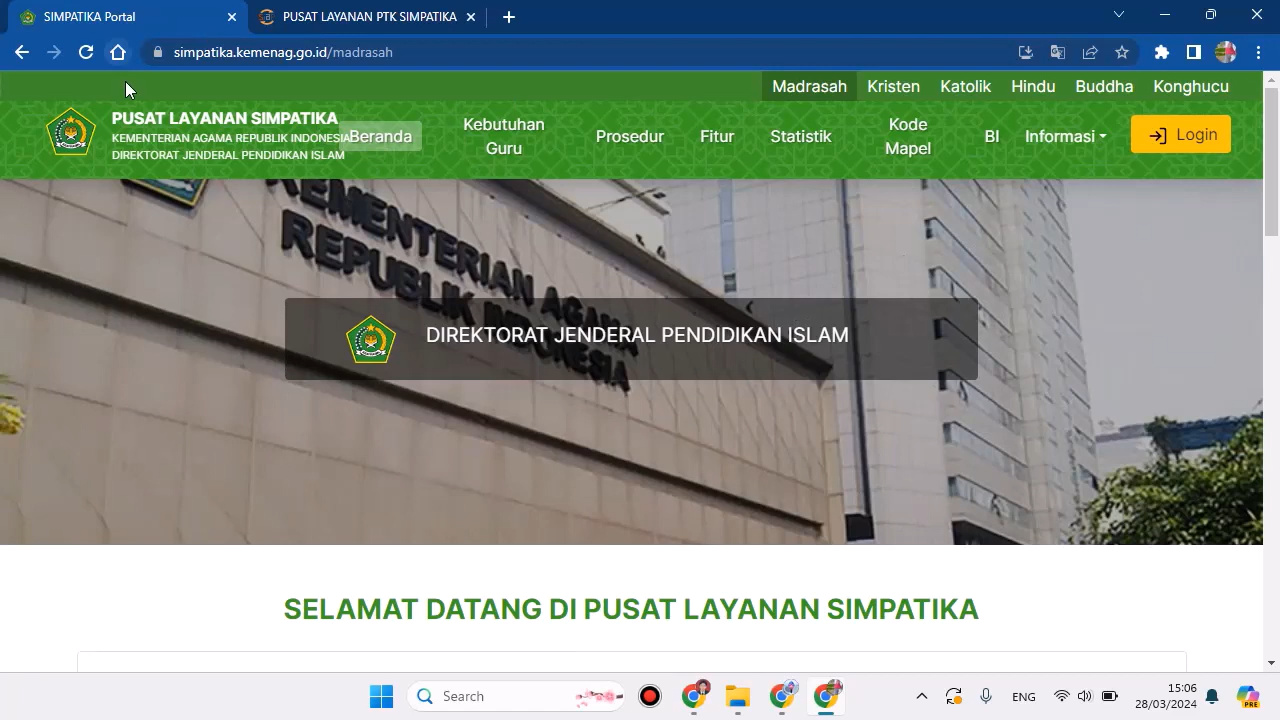 SIMPATIKA Portal
PUSAT LAYANAN PTK SIMPATIKA
simpatika.kemenag.go.id/madrasah
Madrasah Kristen Katolik Hindu Buddha Konghucu
PUSAT LAYANAN SIMPATIKA
KEMENTERIAN AGAMA REPUBLIK INDONESIA
DIREKTORAT JENDERAL PENDIDIKAN ISLAM
Beranda
Kebutuhan
Guru
Prosedur
Fitur
Statistik
Kode
Mapel
BI
Informasi
Login
KEMENTERIAN AGAMA
REPUBLIK INDONESIA
DIREKTORAT JENDERAL PENDIDIKAN ISLAM
SELAMAT DATANG DI PUSAT LAYANAN SIMPATIKA
Search
ENG
15:06
28/03/2024
PRE